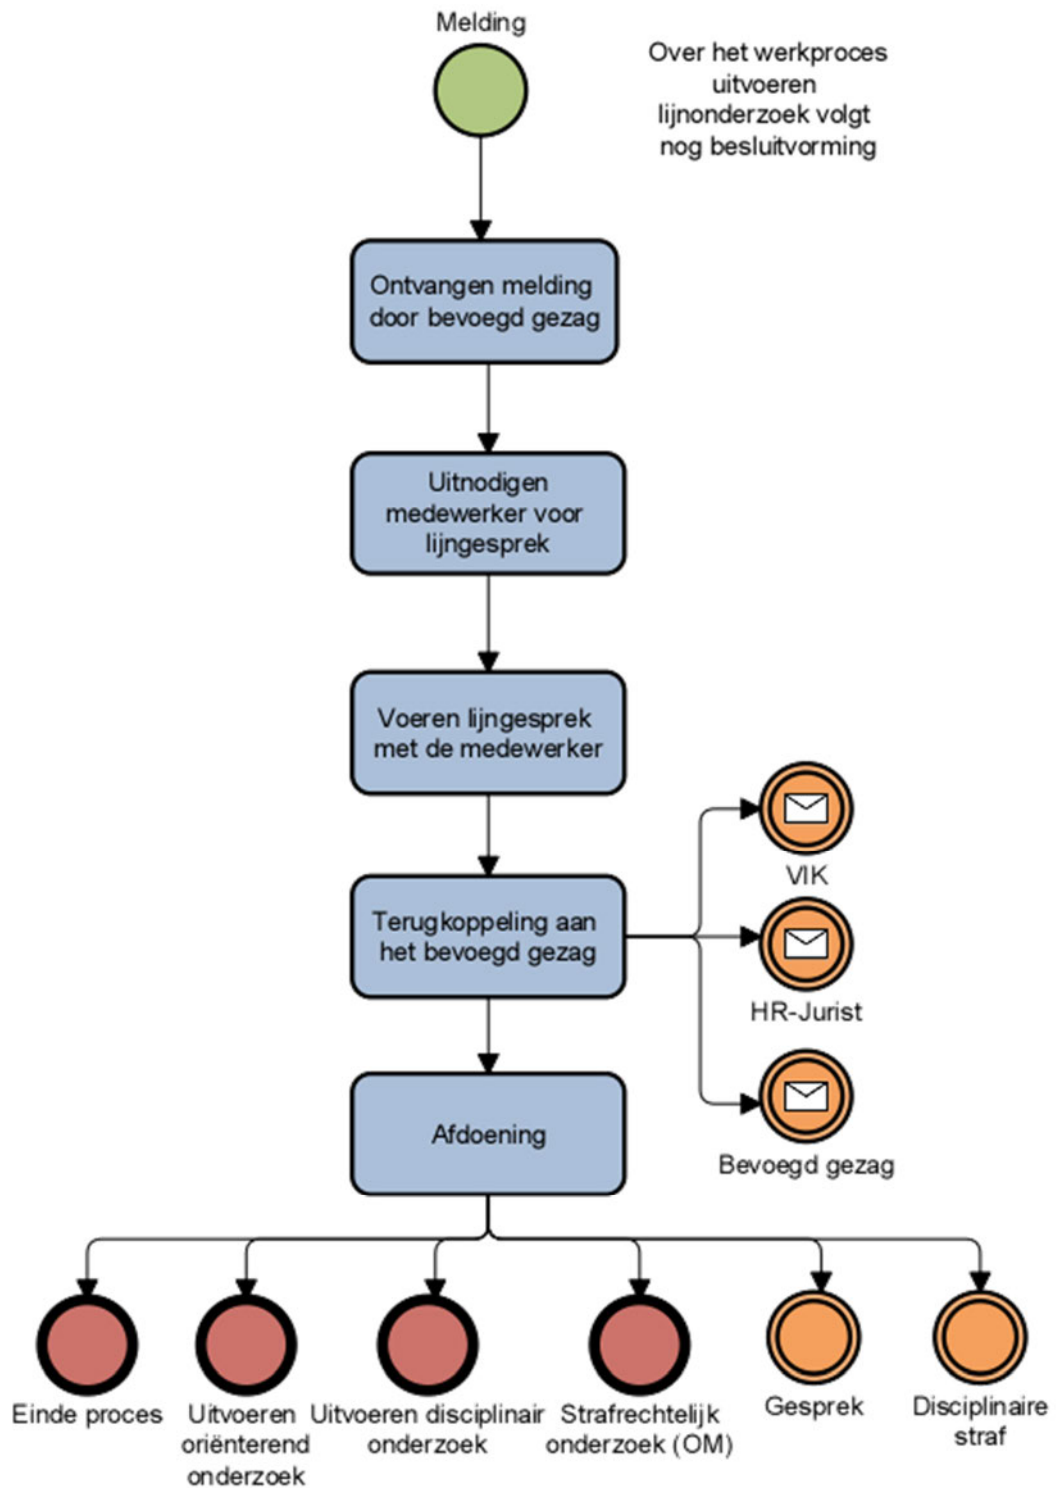 Melding
Over het werkproces
uitvoeren
lijnonderzoek volgt
nog besluitvorming
Ontvangen melding
door bevoegd gezag
Uitnodigen
medewerker voor
lijngesprek
Voeren lijngesprek
met de medewerker
VIK
Terugkoppeling aan
het bevoegd gezag
HR-Jurist
Afdoening
Bevoegd gezag
Einde proces
Uitvoeren
oriënterend
onderzoek
Uitvoeren disciplinair
onderzoek
Strafrechtelijk
onderzoek (OM)
Gesprek
Disciplinaire
straf